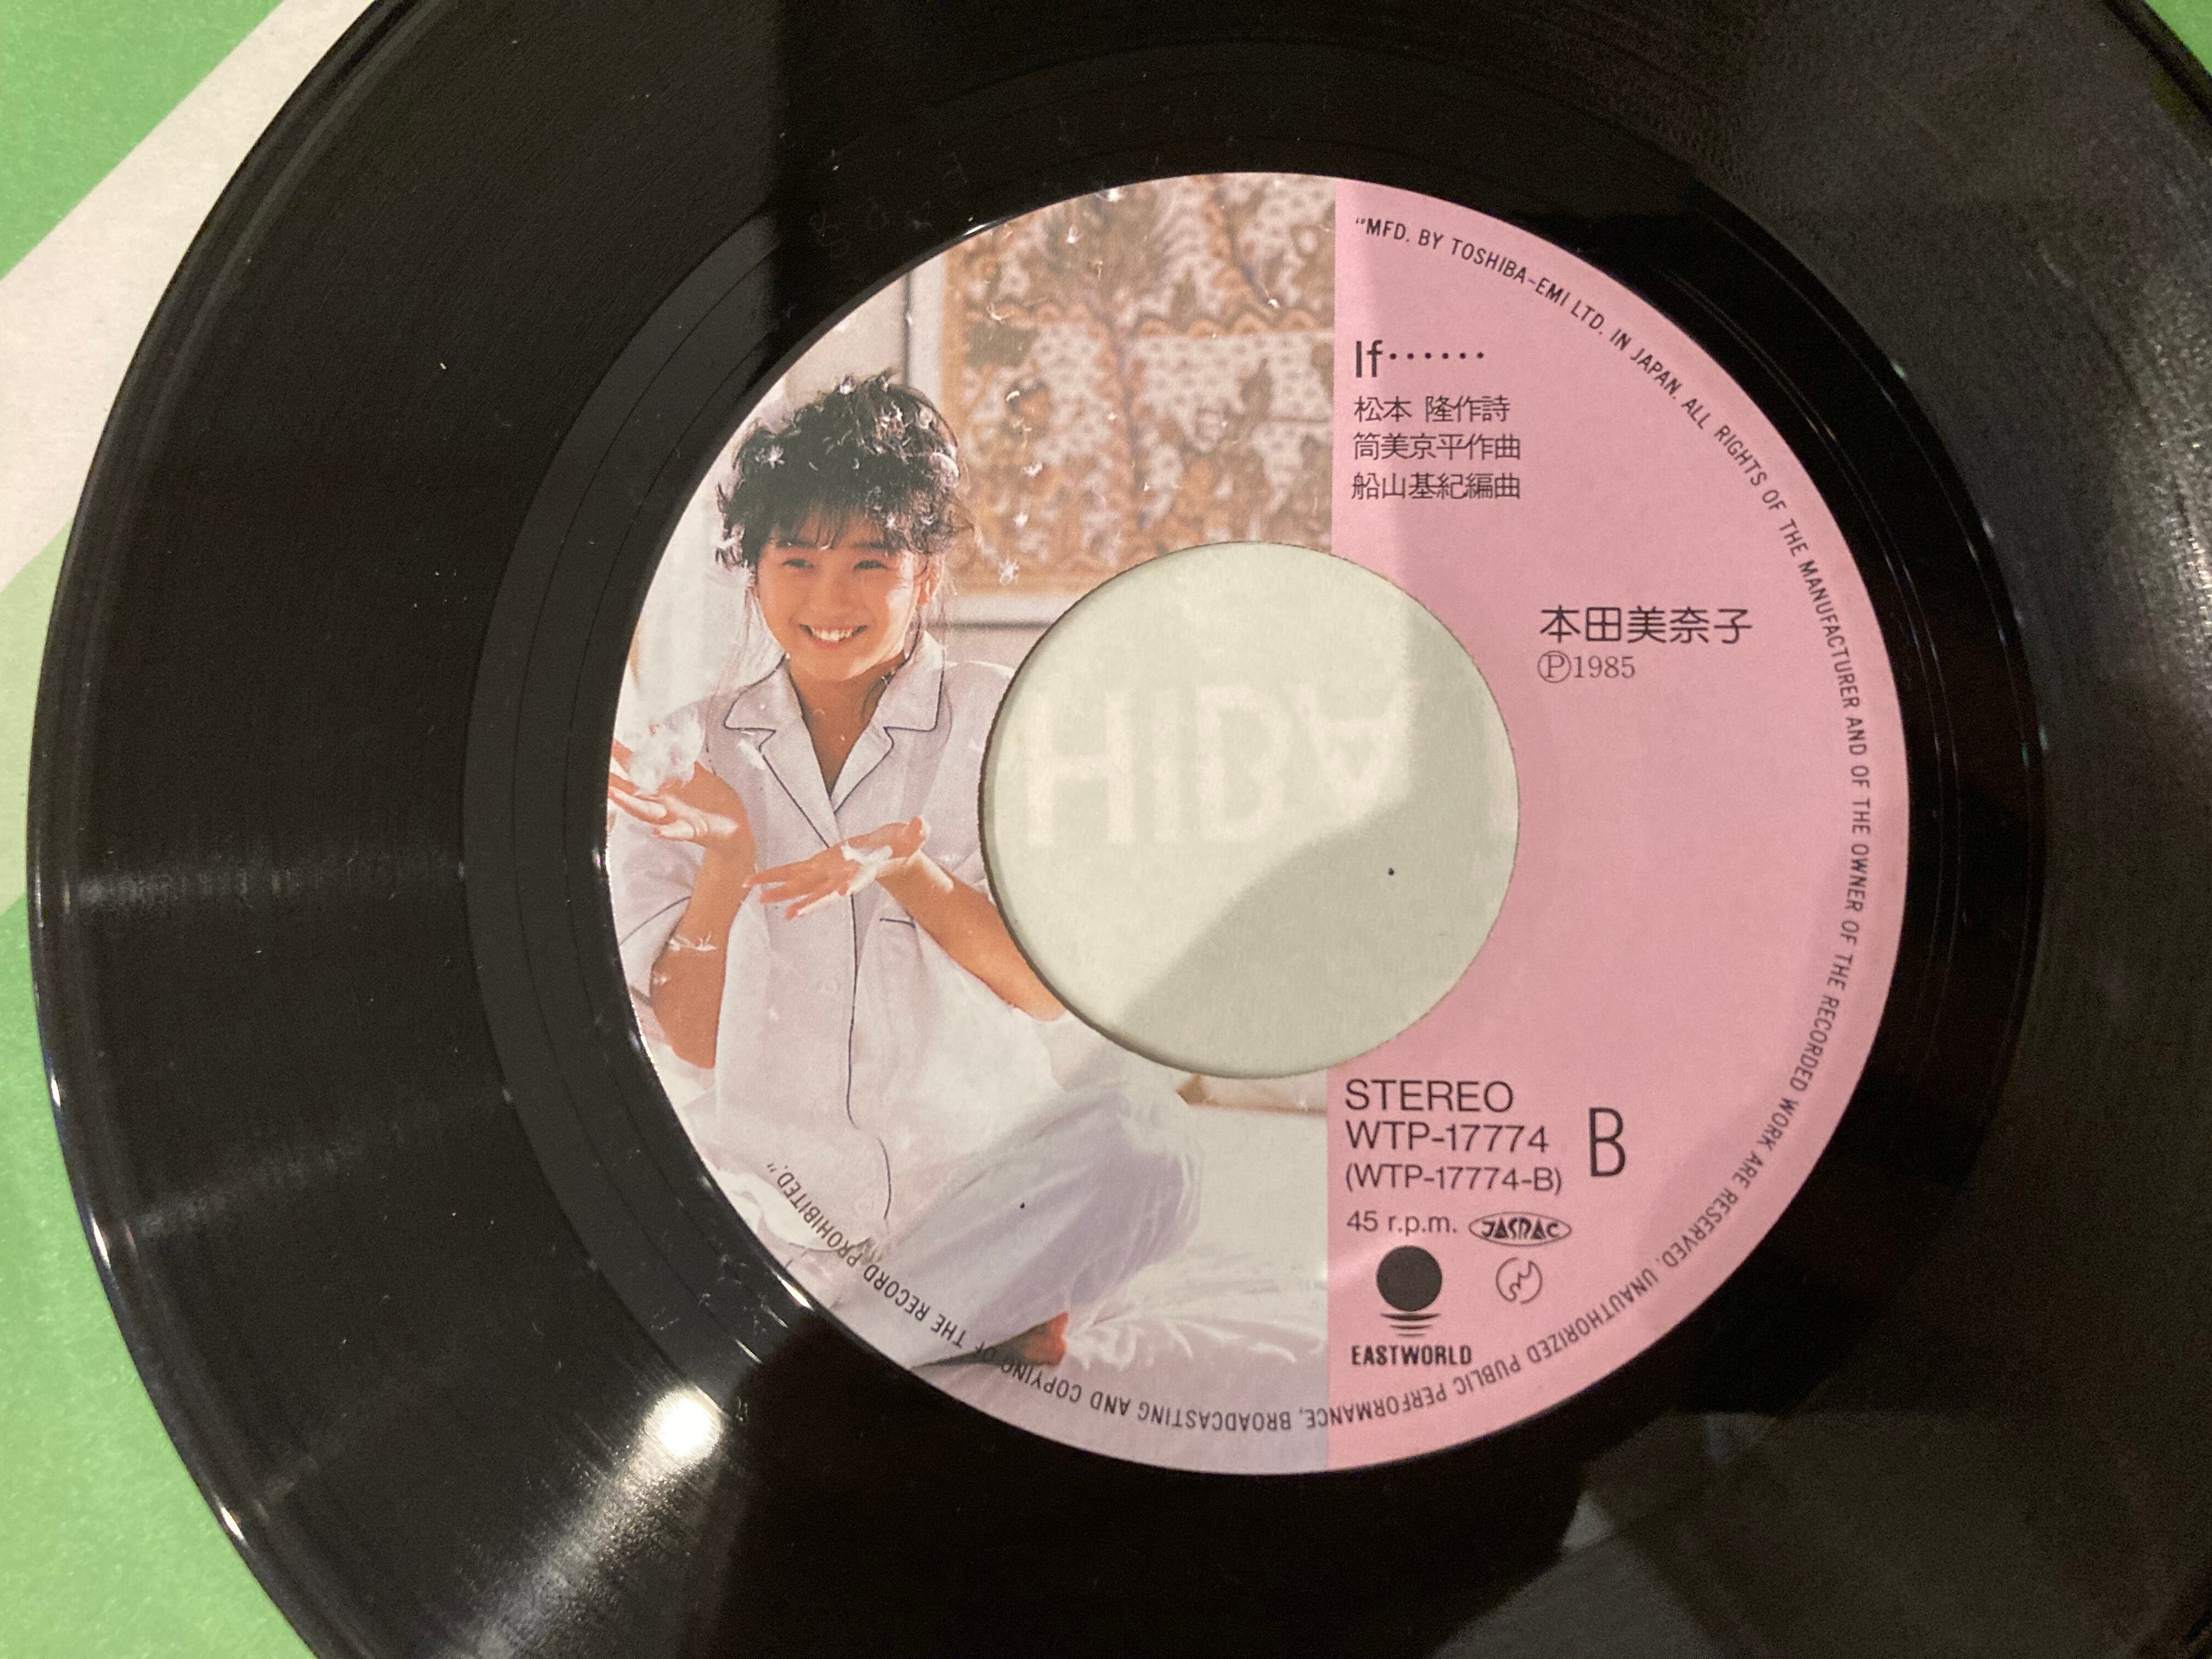 "MFD. BY TOSHIBA-EMI LTD. IN JAPAN. ALL RIGHTS OF THE MANUFACTURER AND OF THE OWNER OF THE RECORDED WORK ARE RESERVED. UNAUTHORIZED PUBLIC PERFORMANCE, BROADCASTING AND COPYING OF THE RECORD PROHIBITED."
If……
松本 隆作詩
筒美京平作曲
船山基紀編曲
本田美奈子
Ⓟ1985
STEREO
WTP-17774
(WTP-17774-B)
B
45 r.p.m. JASRAC
EASTWORLD